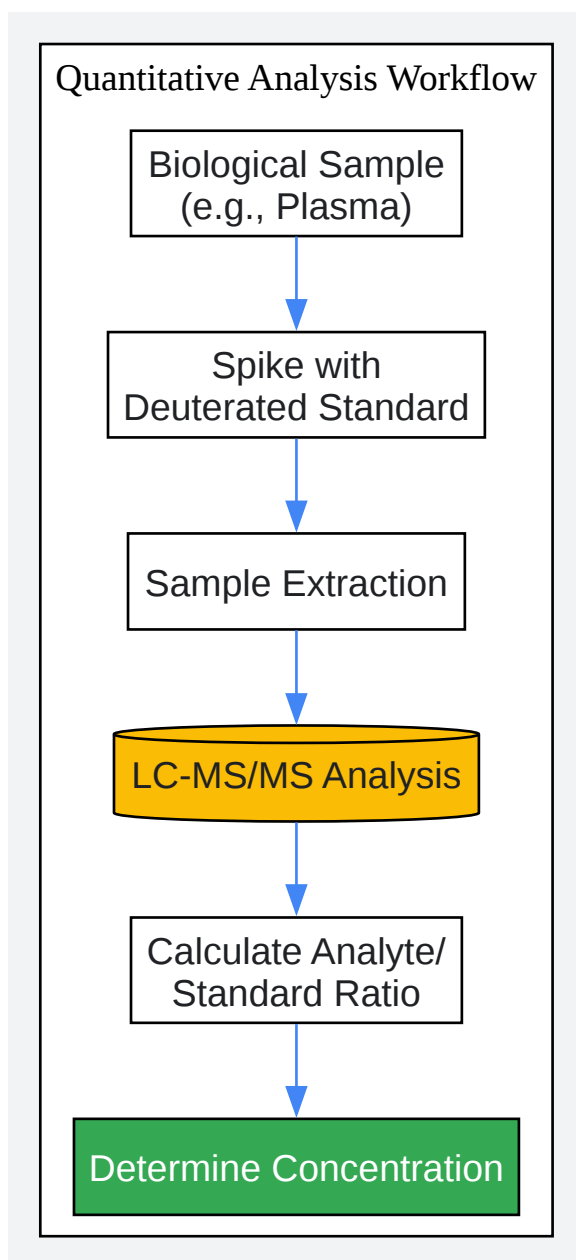 Quantitative Analysis Workflow
Biological Sample
(e.g., Plasma)
Spike with
Deuterated Standard
Sample Extraction
LC-MS/MS Analysis
Calculate Analyte/
Standard Ratio
Determine Concentration